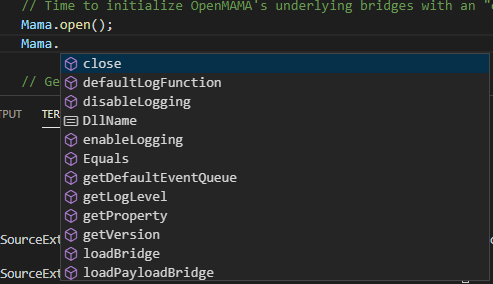 // Time to initialize OpenMAMA's underlying bridges with an "
Mama.open();
Mama.
close
// Ge
defaultLogFunction
disableLogging
TPUT TER
DllName
enableLogging
Equals
getDefaultEventQueue
getLogLevel
getProperty
getVersion
SourceExt
loadBridge
SourceExt
loadPayloadBridge